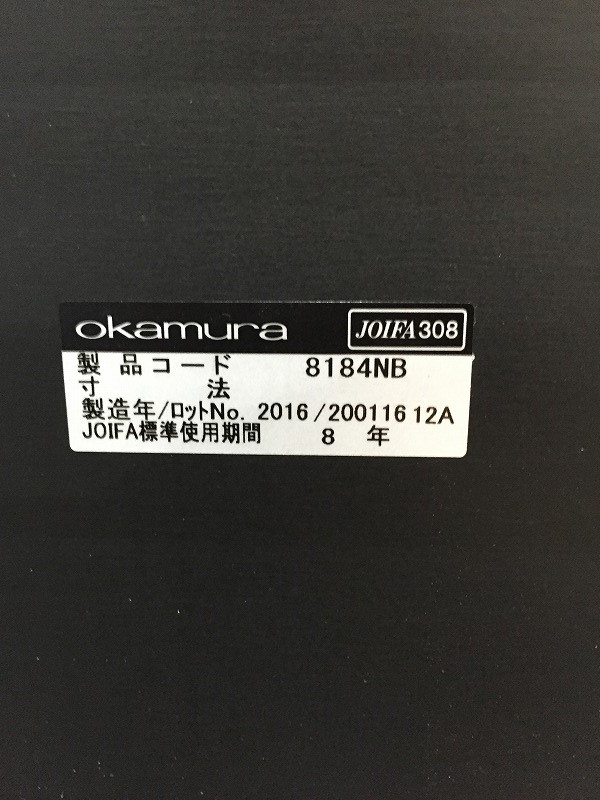 okamura JOIFA308
製品コード 8184NB
寸法
製造年/ロットNo. 2016/20011612A
JOIFA標準使用期間 8 年